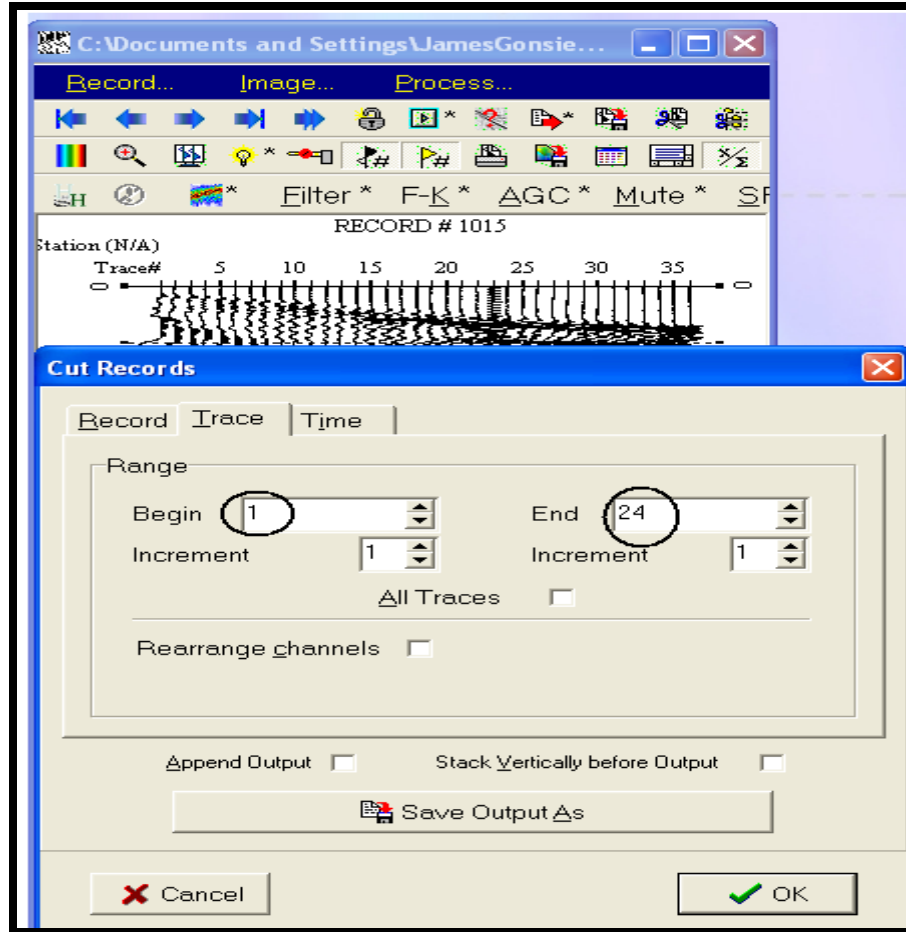 C:\Documents and Settings\JamesGonsie...
Record... Image... Process...
H Filter * F-K * AGC * Mute * SF
RECORD # 1015
Station (N/A)
Trace# 5 10 15 20 25 30 35
Cut Records
Record Trace Time
Range
Begin 1 End 24
Increment 1 Increment 1
All Traces
Rearrange channels
Append Output Stack Vertically before Output
Save Output As
Cancel OK